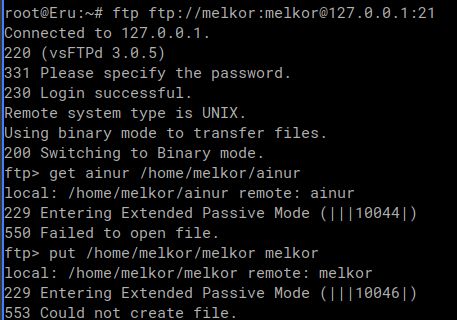 root@Eru:~# ftp ftp://melkor:melkor@127.0.0.1:21
Connected to 127.0.0.1.
220 (vsFTPd 3.0.5)
331 Please specify the password.
230 Login successful.
Remote system type is UNIX.
Using binary mode to transfer files.
200 Switching to Binary mode.
ftp> get ainur /home/melkor/ainur
local: /home/melkor/ainur remote: ainur
229 Entering Extended Passive Mode (|||10044|)
550 Failed to open file.
ftp> put /home/melkor/melkor melkor
local: /home/melkor/melkor remote: melkor
229 Entering Extended Passive Mode (|||10046|)
553 Could not create file.